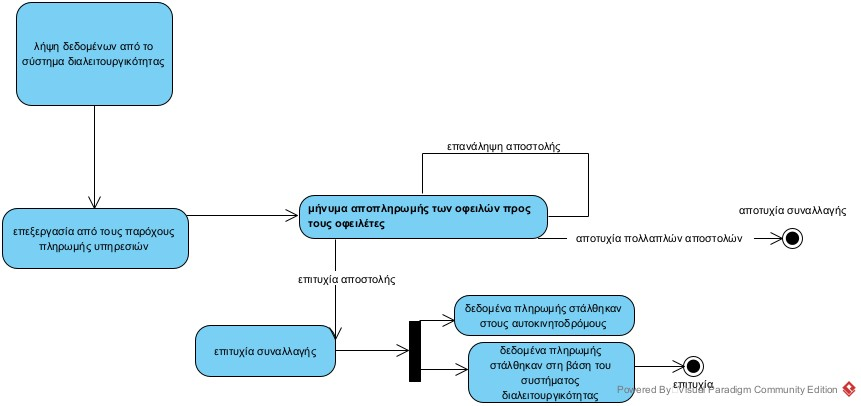 λήψη δεδομένων από το
σύστημα διαλειτουργικότητας
επανάληψη αποστολής
μήνυμα αποπληρωμής των οφειλών προς
τους οφειλέτες
αποτυχία συναλλαγής
επεξεργασία από τους παρόχους
πληρωμής υπηρεσιών
αποτυχία πολλαπλών αποστολών
επιτυχία αποστολής
δεδομένα πληρωμής στάλθηκαν
στους αυτοκινητοδρόμους
επιτυχία συναλλαγής
δεδομένα πληρωμής
στάλθηκαν στη βάση του
συστήματος
διαλειτουργικότητας
επιτυχία
Powered By Visual Paradigm Community Edition